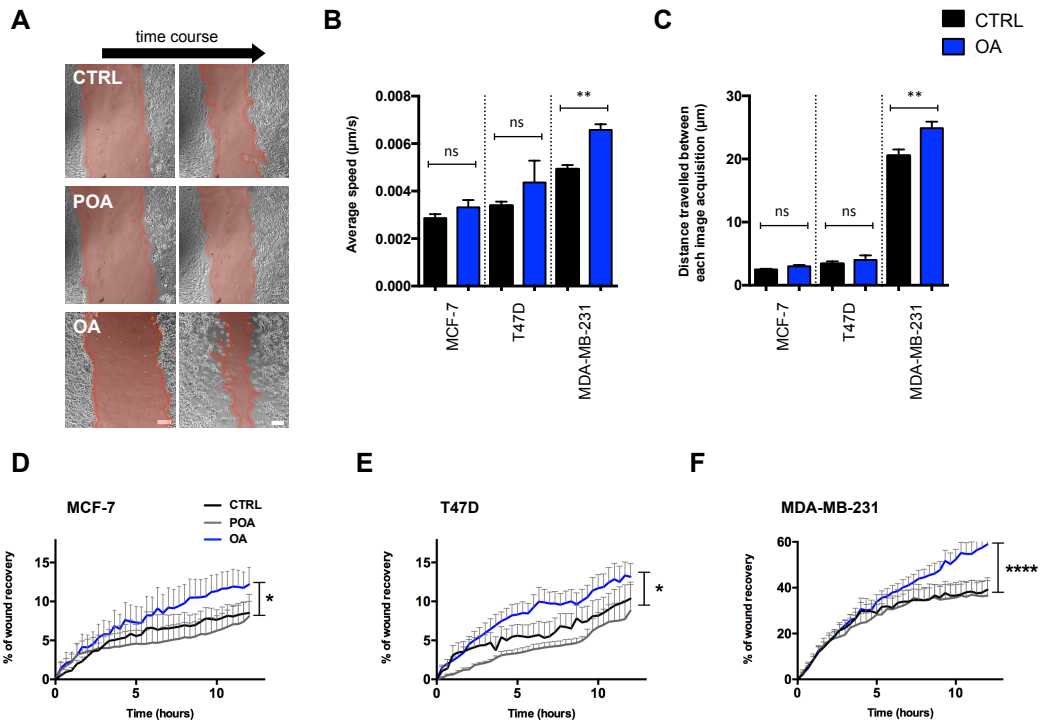 A
time course
CTRL
POA
OA
B
Average speed (µm/s)
0.008
0.006
0.004
0.002
0.000
ns
ns
**
MCF-7
T47D
MDA-MB-231
C
CTRL
OA
Distance travelled between
each image acquisition (µm)
30
20
10
0
ns
ns
**
MCF-7
T47D
MDA-MB-231
D
MCF-7
CTRL
POA
OA
% of wound recovery
15
10
5
0
0
5
10
Time (hours)
*
E
T47D
% of wound recovery
15
10
5
0
0
5
10
Time (hours)
*
F
MDA-MB-231
% of wound recovery
60
40
20
0
0
5
10
Time (hours)
****